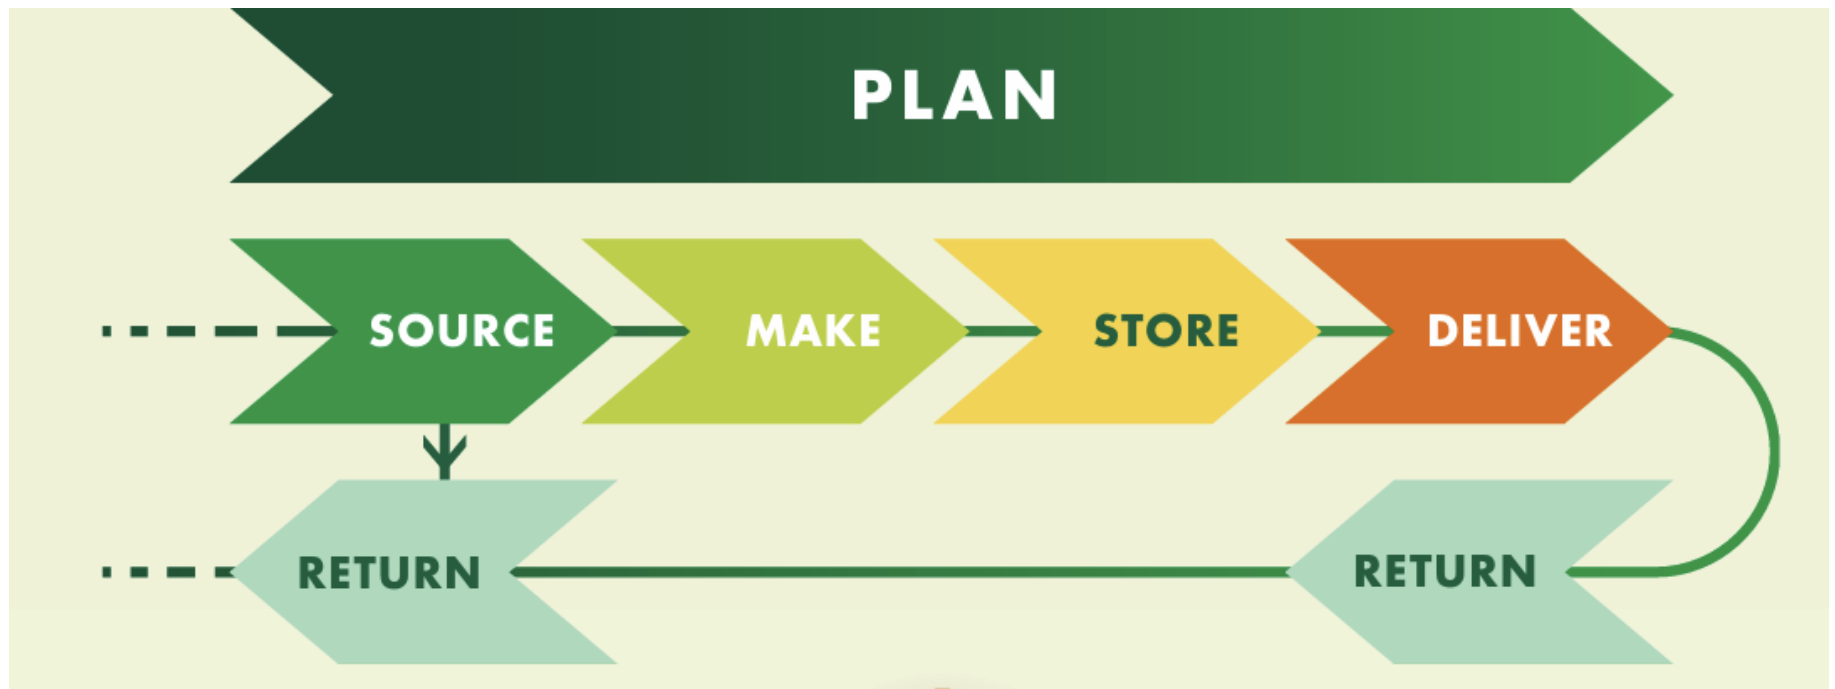 PLAN
SOURCE
MAKE
STORE
DELIVER
RETURN
RETURN